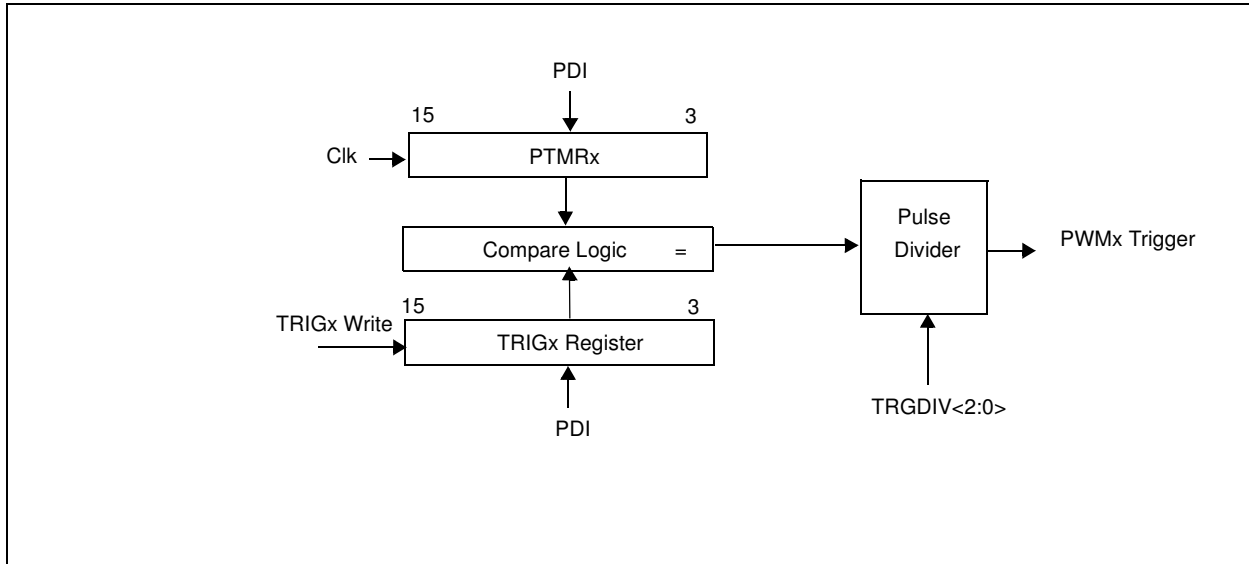 PDI
15 3
Clk
PTMRx
Compare Logic =
Pulse
Divider
PWMx Trigger
15 3
TRIGx Write
TRIGx Register
TRGDIV<2:0>
PDI